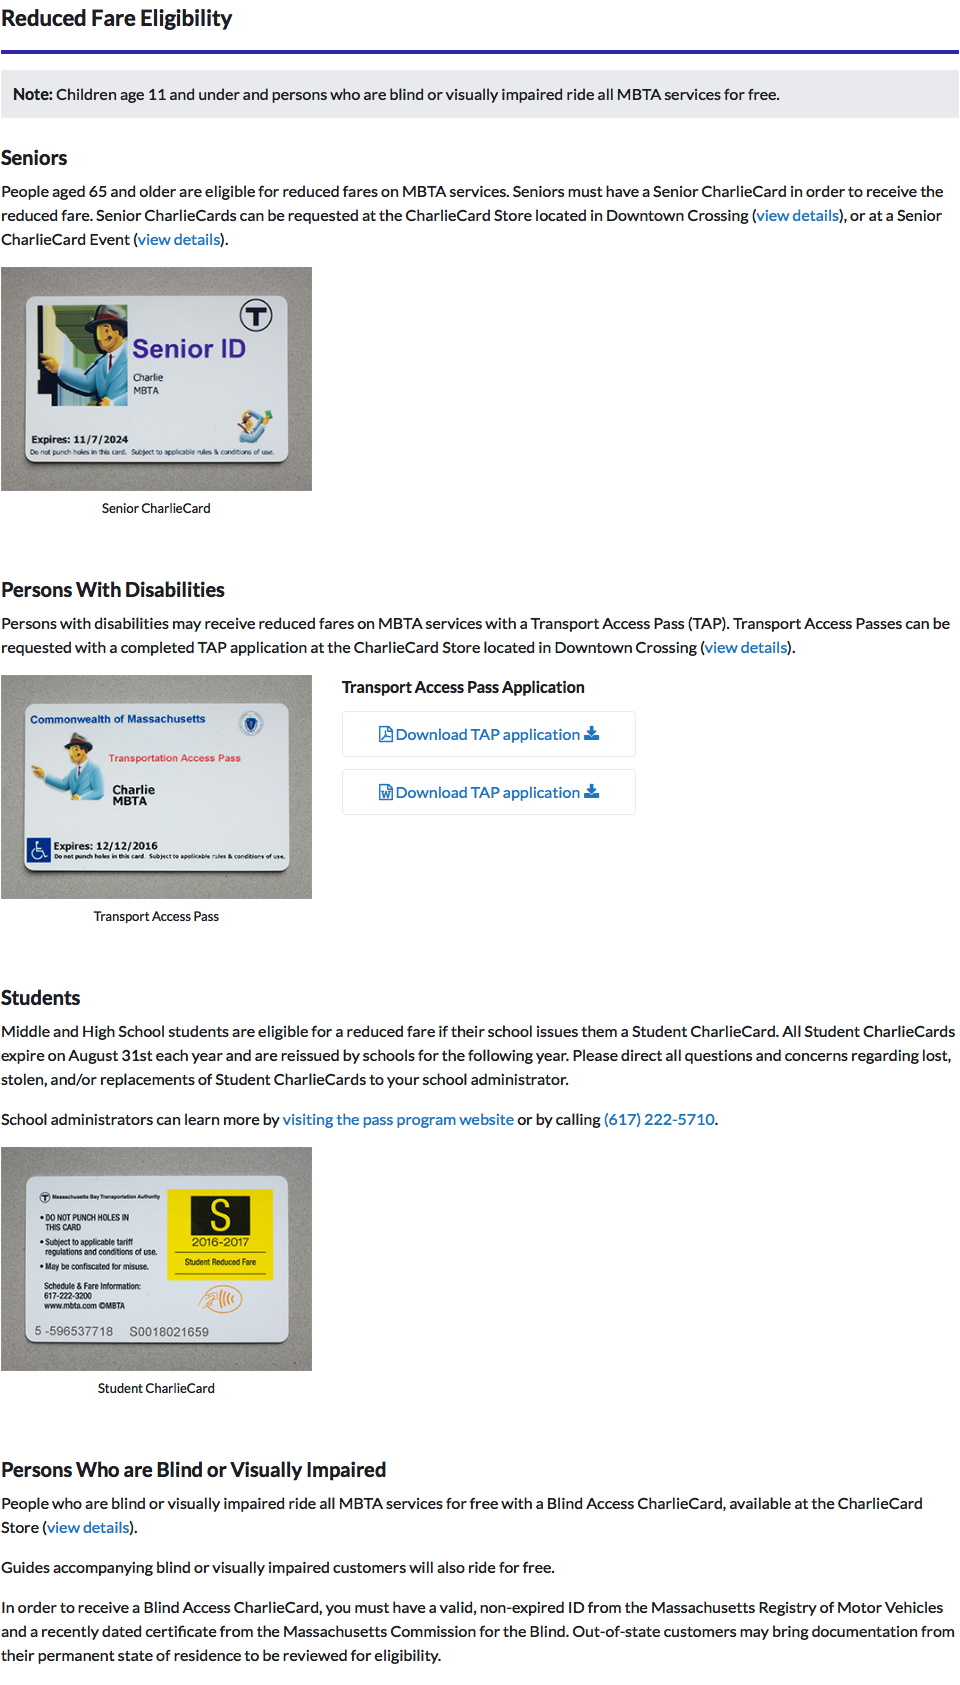 Reduced Fare Eligibility
Note: Children age 11 and under and persons who are blind or visually impaired ride all MBTA services for free.
Seniors
People aged 65 and older are eligible for reduced fares on MBTA services. Seniors must have a Senior CharlieCard in order to receive the
reduced fare. Senior CharlieCards can be requested at the CharlieCard Store located in Downtown Crossing (view details), or at a Senior
CharlieCard Event (view details).
T
Senior ID
Charlie
MBTA
Expires: 11/7/2024
Do not punch holes in this card. Subject to applicable rules & conditions of use.
Senior CharlieCard
Persons With Disabilities
Persons with disabilities may receive reduced fares on MBTA services with a Transport Access Pass (TAP). Transport Access Passes can be
requested with a completed TAP application at the CharlieCard Store located in Downtown Crossing (view details).
Commonwealth of Massachusetts
Transportation Access Pass
Charlie
MBTA
Expires: 12/12/2016
Do not punch holes in this card. Subject to applicable rules & conditions of use.
Transport Access Pass
Transport Access Pass Application
Download TAP application
W Download TAP application
Students
Middle and High School students are eligible for a reduced fare if their school issues them a Student CharlieCard. All Student CharlieCards
expire on August 31st each year and are reissued by schools for the following year. Please direct all questions and concerns regarding lost,
stolen, and/or replacements of Student CharlieCards to your school administrator.
School administrators can learn more by visiting the pass program website or by calling (617) 222-5710.
T Massachusetts Bay Transportation Authority
• DO NOT PUNCH HOLES IN
THIS CARD
• Subject to applicable tariff
regulations and conditions of use.
• May be confiscated for misuse.
Schedule & Fare Information:
617-222-3200
www.mbta.com ©MBTA
5 -596537718 S0018021659
S
2016-2017
Student Reduced Fare
Student CharlieCard
Persons Who are Blind or Visually Impaired
People who are blind or visually impaired ride all MBTA services for free with a Blind Access CharlieCard, available at the CharlieCard
Store (view details).
Guides accompanying blind or visually impaired customers will also ride for free.
In order to receive a Blind Access CharlieCard, you must have a valid, non-expired ID from the Massachusetts Registry of Motor Vehicles
and a recently dated certificate from the Massachusetts Commission for the Blind. Out-of-state customers may bring documentation from
their permanent state of residence to be reviewed for eligibility.